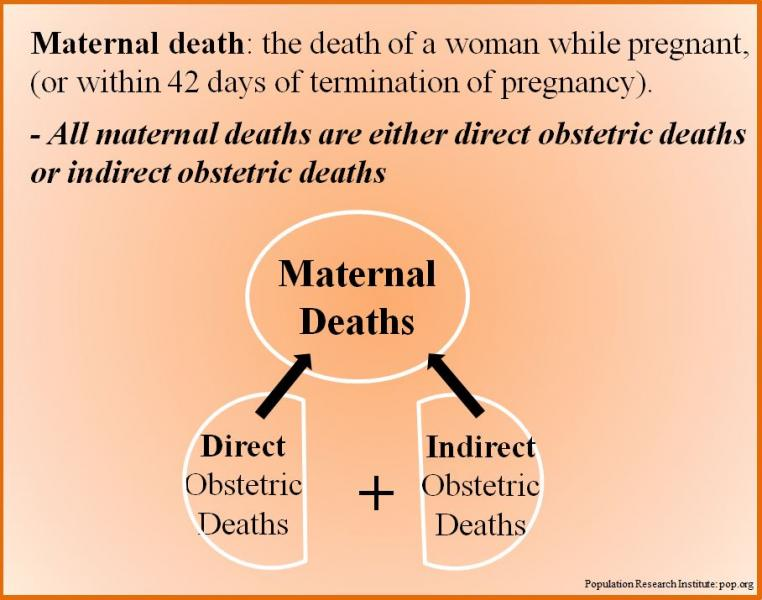 Maternal death: the death of a woman while pregnant,
(or within 42 days of termination of pregnancy).
- All maternal deaths are either direct obstetric deaths
or indirect obstetric deaths
Maternal
Deaths
Direct
Obstetric
Deaths
+
Indirect
Obstetric
Deaths
Population Research Institute: pop.org